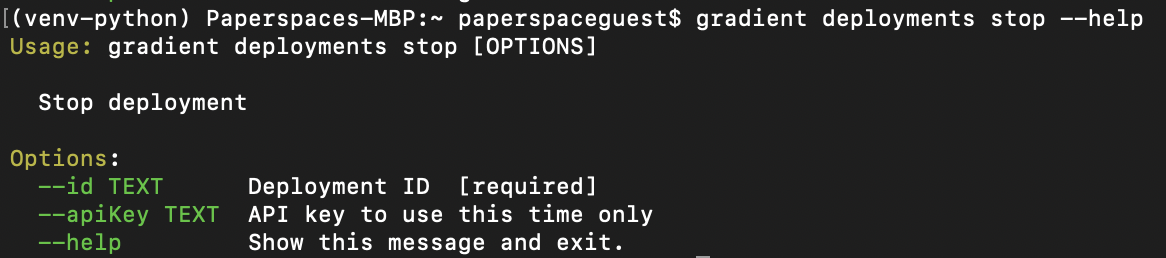 [(venv-python) Paperspaces-MBP:~ paperspaceguest$ gradient deployments stop --help
Usage: gradient deployments stop [OPTIONS]
Stop deployment
Options:
--id TEXT Deployment ID [required]
--apiKey TEXT API key to use this time only
--help Show this message and exit.